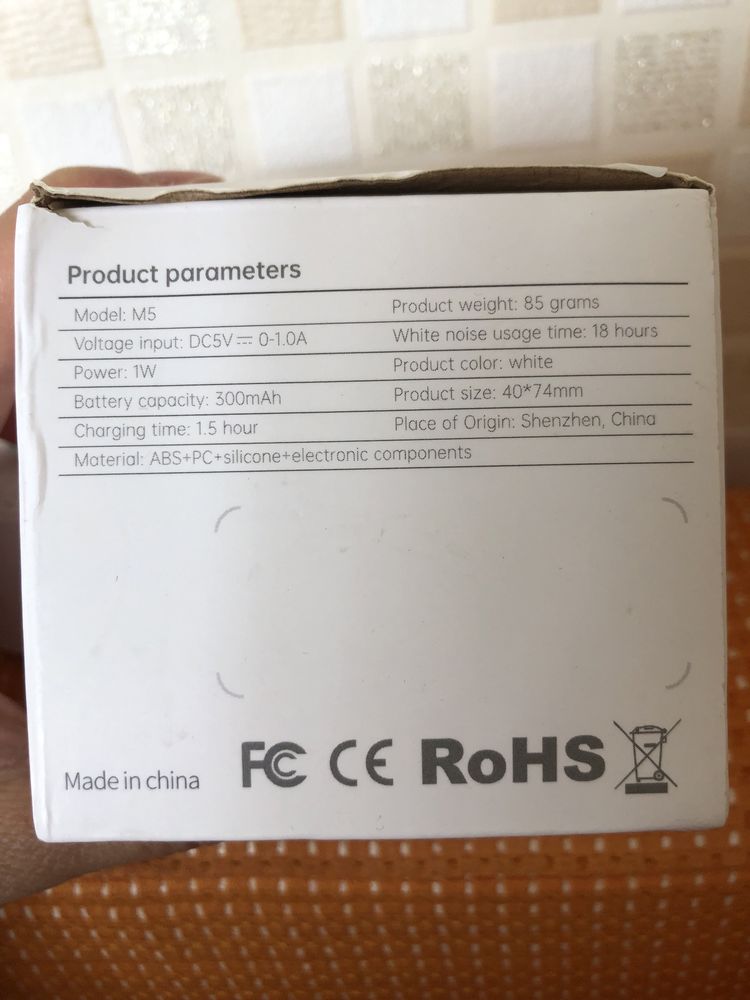 Product parameters
Model: M5 Product weight: 85 grams
Voltage input: DC5V⎓0-1.0A White noise usage time: 18 hours
Power: 1W Product color: white
Battery capacity: 300mAh Product size: 40*74mm
Charging time: 1.5 hour Place of Origin: Shenzhen, China
Material: ABS+PC+silicone+electronic components
Made in china FC CE RoHS